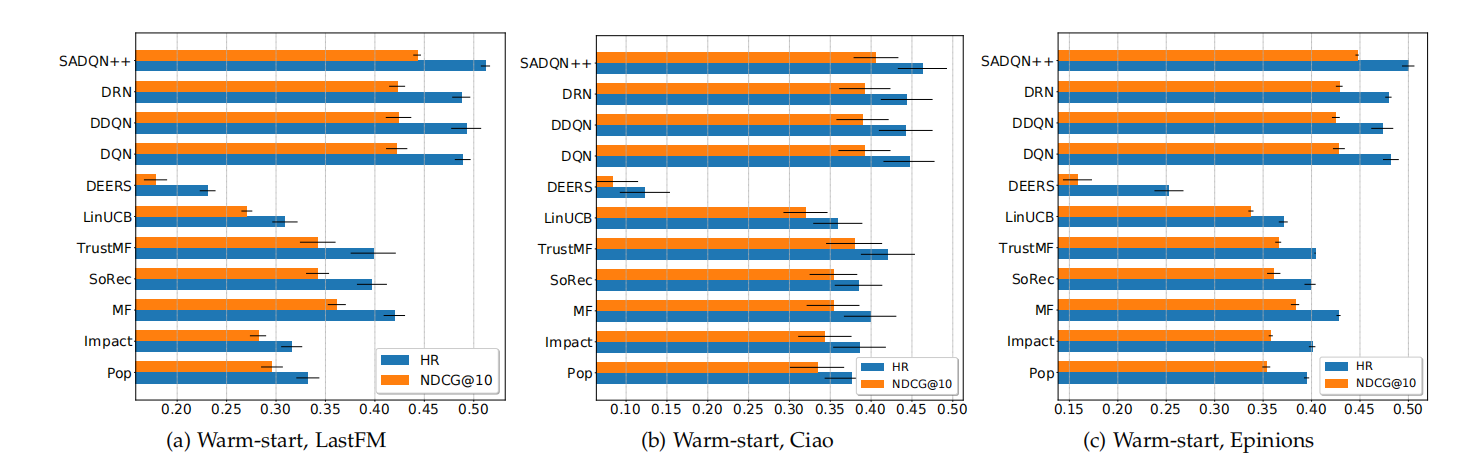 SADQN++
DRN
DDQN
DQN
DEERS
LinUCB
TrustMF
SoRec
MF
Impact
Pop
HR
NDCG@10
0.20 0.25 0.30 0.35 0.40 0.45 0.50
(a) Warm-start, LastFM
SADQN++
DRN
DDQN
DQN
DEERS
LinUCB
TrustMF
SoRec
MF
Impact
Pop
HR
NDCG@10
0.10 0.15 0.20 0.25 0.30 0.35 0.40 0.45 0.50
(b) Warm-start, Ciao
SADQN++
DRN
DDQN
DQN
DEERS
LinUCB
TrustMF
SoRec
MF
Impact
Pop
HR
NDCG@10
0.15 0.20 0.25 0.30 0.35 0.40 0.45 0.50
(c) Warm-start, Epinions